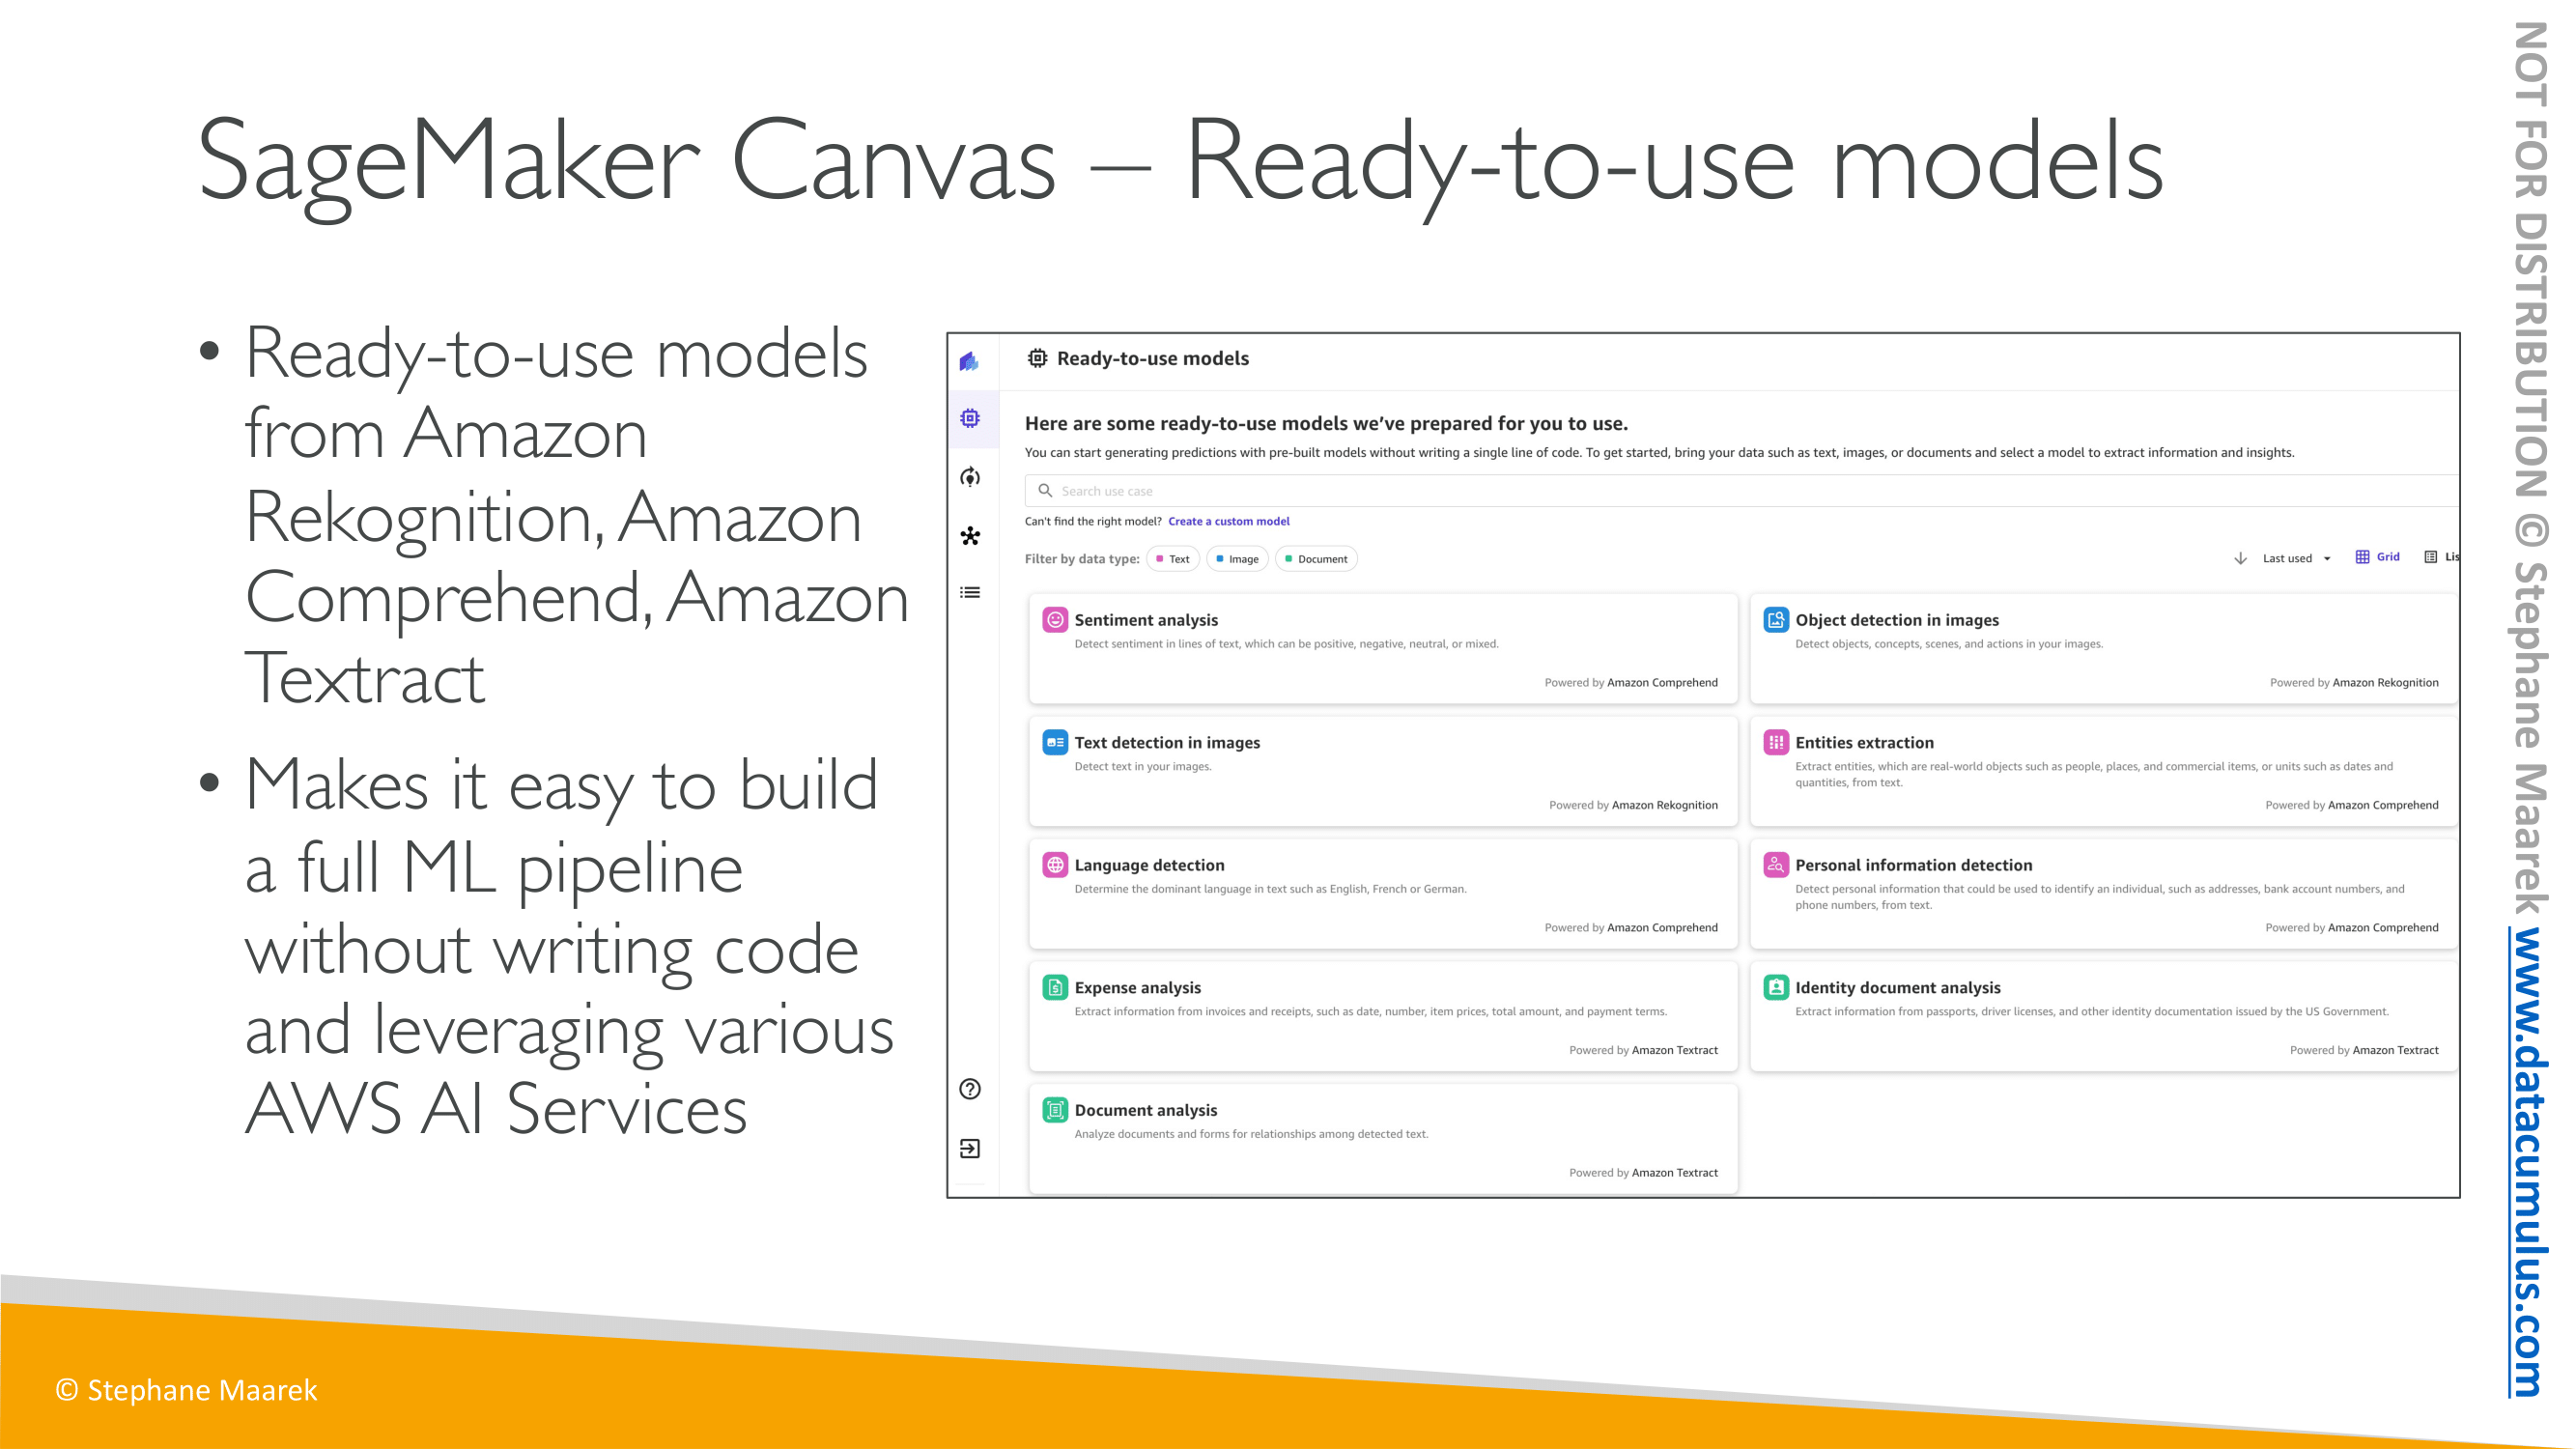 SageMaker Canvas – Ready-to-use models
• Ready-to-use models
from Amazon
Rekognition, Amazon
Comprehend, Amazon
Textract
• Makes it easy to build
a full ML pipeline
without writing code
and leveraging various
AWS AI Services
Ready-to-use models
Here are some ready-to-use models we've prepared for you to use.
You can start generating predictions with pre-built models without writing a single line of code. To get started, bring your data such as text, images, or documents and select a model to extract information and insights.
Search use case
Can't find the right model? Create a custom model
Filter by data type: Text Image Document
Last used Grid Lis
Sentiment analysis
Detect sentiment in lines of text, which can be positive, negative, neutral, or mixed.
Powered by Amazon Comprehend
Object detection in images
Detect objects, concepts, scenes, and actions in your images.
Powered by Amazon Rekognition
Text detection in images
Detect text in your images.
Powered by Amazon Rekognition
Entities extraction
Extract entities, which are real-world objects such as people, places, and commercial items, or units such as dates and
quantities, from text.
Powered by Amazon Comprehend
Language detection
Determine the dominant language in text such as English, French or German.
Powered by Amazon Comprehend
Personal information detection
Detect personal information that could be used to identify an individual, such as addresses, bank account numbers, and
phone numbers, from text.
Powered by Amazon Comprehend
Expense analysis
Extract information from invoices and receipts, such as date, number, item prices, total amount, and payment terms.
Powered by Amazon Textract
Identity document analysis
Extract information from passports, driver licenses, and other identity documentation issued by the US Government.
Powered by Amazon Textract
Document analysis
Analyze documents and forms for relationships among detected text.
Powered by Amazon Textract
© Stephane Maarek
NOT FOR DISTRIBUTION © Stephane Maarek www.datacumulus.com